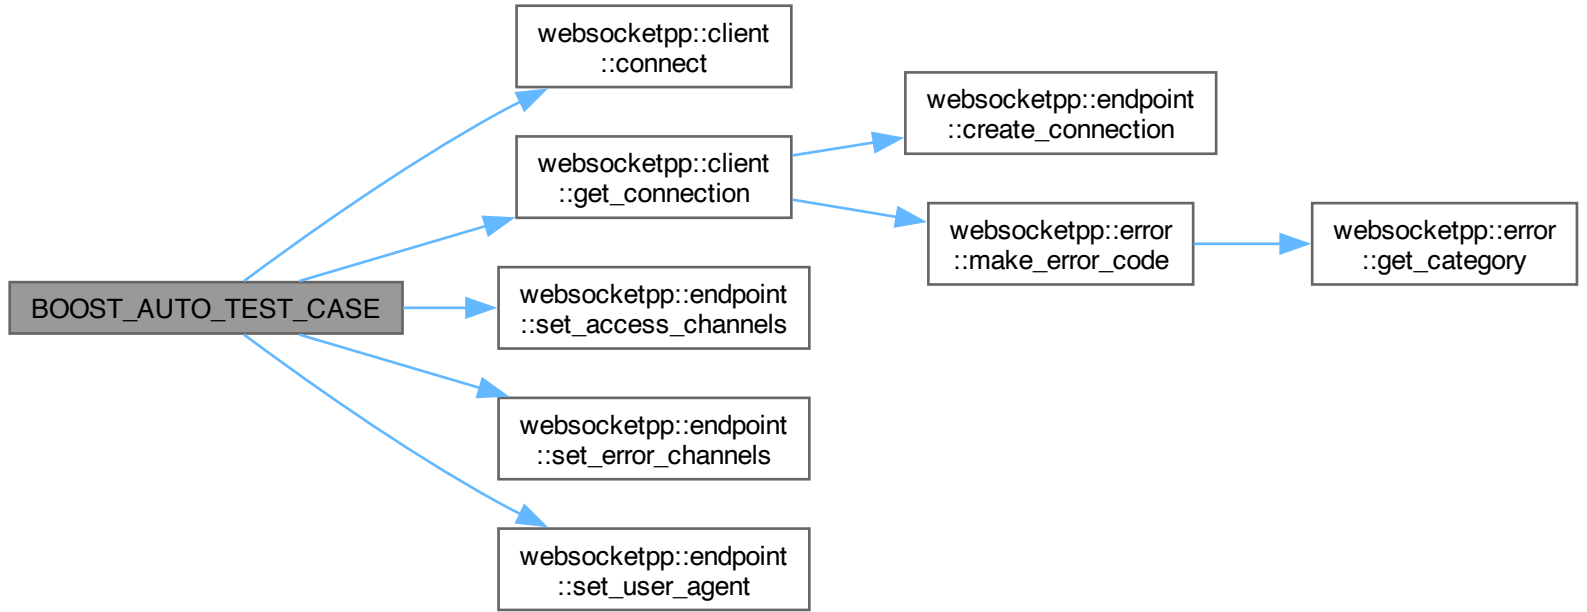 BOOST_AUTO_TEST_CASE
websocketpp::client
::connect
websocketpp::client
::get_connection
websocketpp::endpoint
::set_access_channels
websocketpp::endpoint
::set_error_channels
websocketpp::endpoint
::set_user_agent
websocketpp::endpoint
::create_connection
websocketpp::error
::make_error_code
websocketpp::error
::get_category